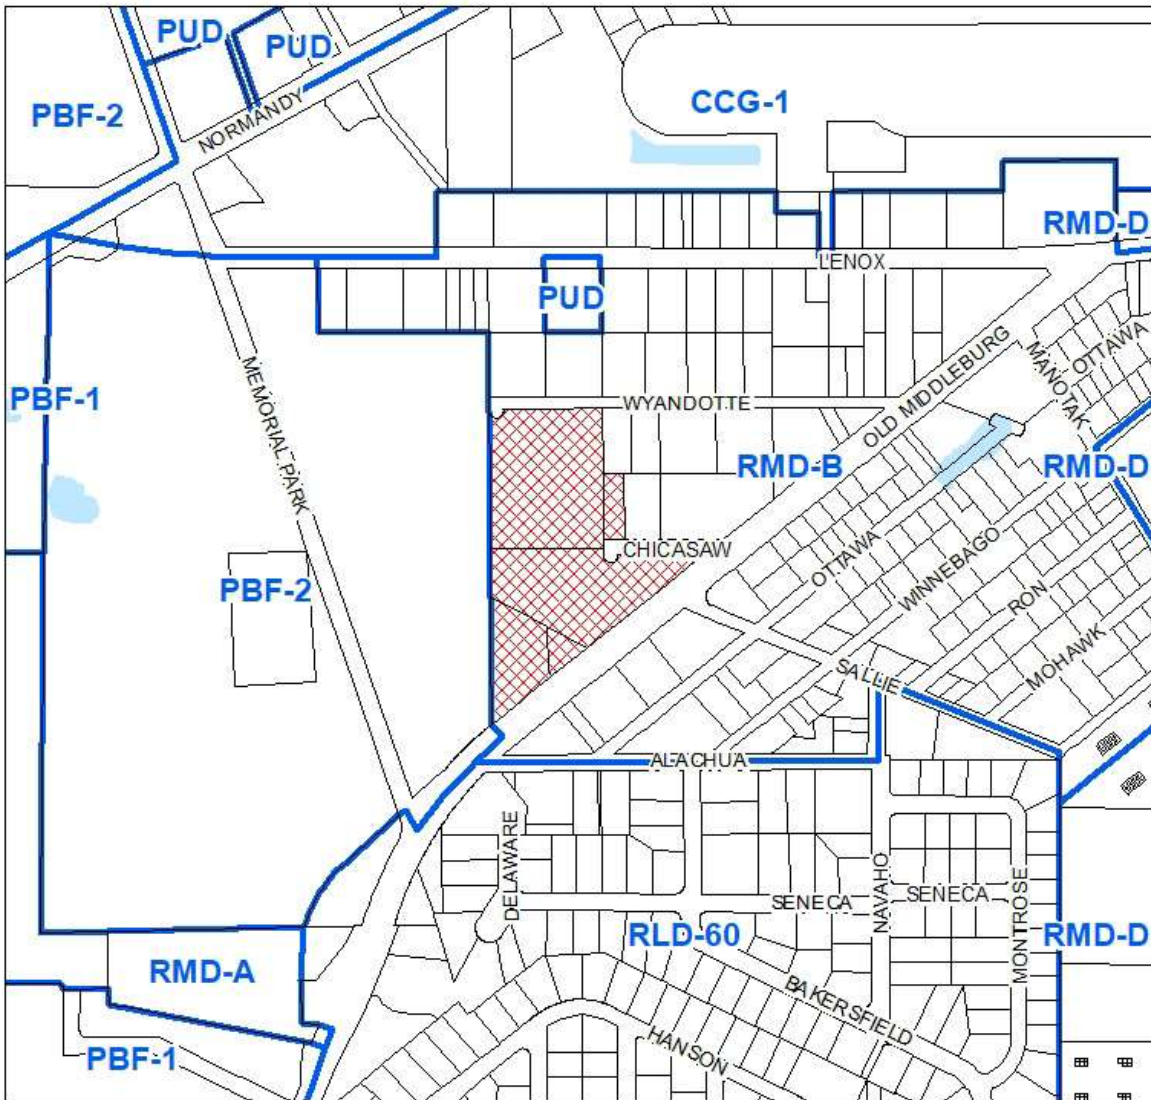 PUD
PUD
PBF-2
NORMANDY
CCG-1
RMD-D
LENOX
PUD
MEMORIAL PARK
PBF-1
WYANDOTTE
OLD MIDDLEBURG
MANOTAK
OTTAWA
RMD-B
RMD-D
CHICASAW
OTTAWA
WINNEBAGO
PBF-2
RON
MOHAWK
SALLIE
ALACHUA
DELAWARE
NAVAHO
SENECA
SENECA
MONTROSE
RLD-60
RMD-D
RMD-A
BAKERSFIELD
HANSON
PBF-1